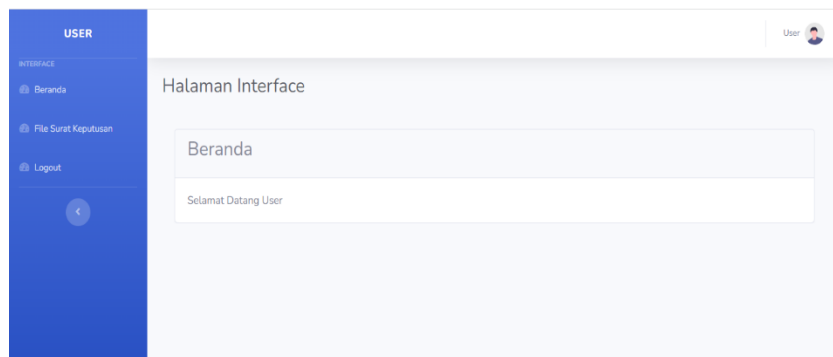 USER
User
INTERFACE
Beranda
File Surat Keputusan
Logout
Halaman Interface
Beranda
Selamat Datang User